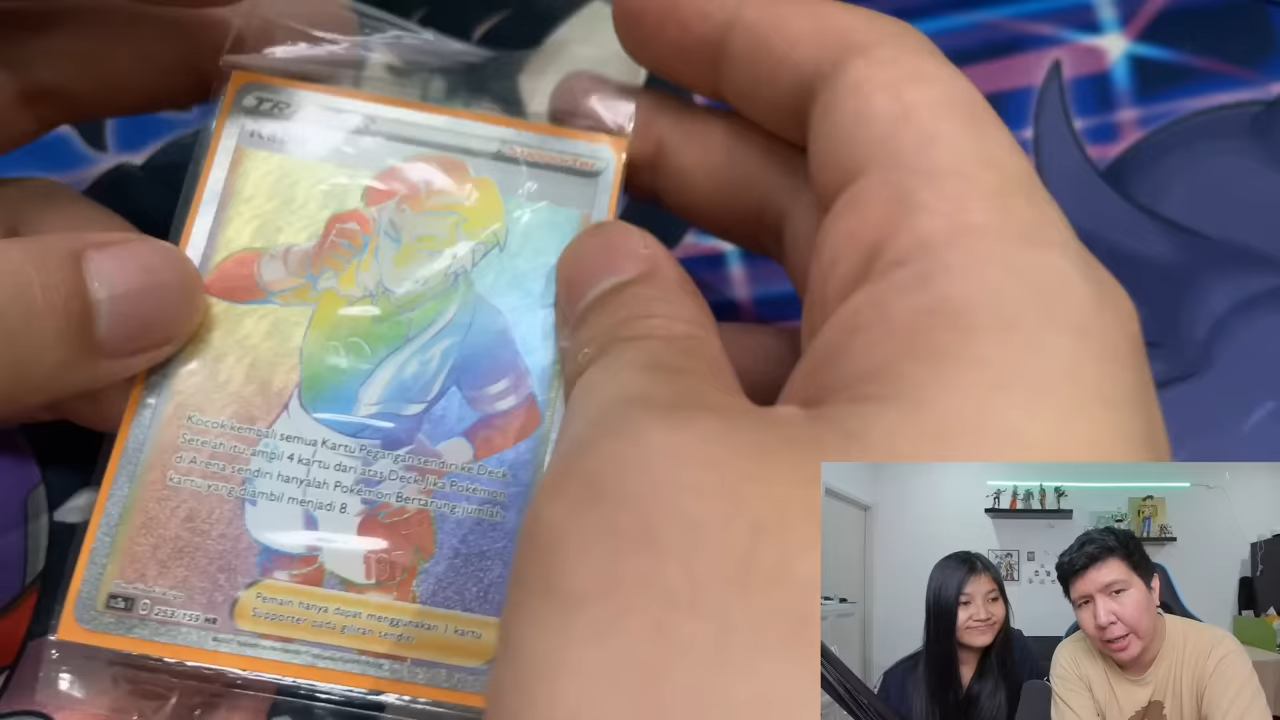 TR
Supporter
Kocok kembali semua Kartu Pegangan sendiri ke Deck.
Setelah itu, ambil 4 kartu dari atas Deck. Jika Pokémon
di Arena sendiri hanyalah Pokémon Bertarung, jumlah
kartu yang diambil menjadi 8.
253/159 HR
Pemain hanya dapat menggunakan 1 kartu
Supporter pada giliran sendiri.